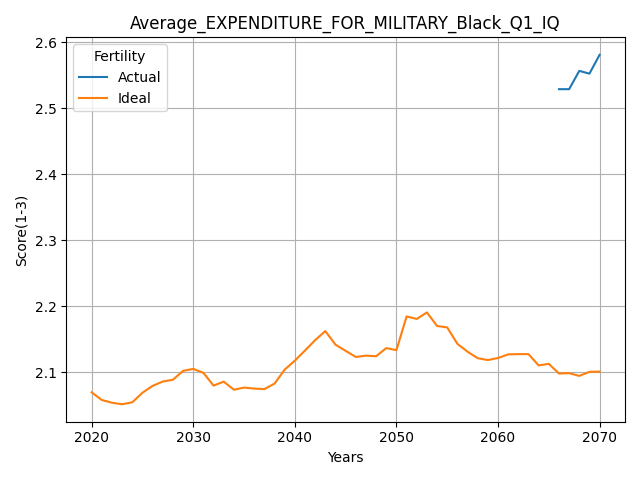 Average_EXPENDITURE_FOR_MILITARY_Black_Q1_IQ
Fertility
Actual
Ideal
Score(1-3)
2.6
2.5
2.4
2.3
2.2
2.1
2020 2030 2040 2050 2060 2070
Years